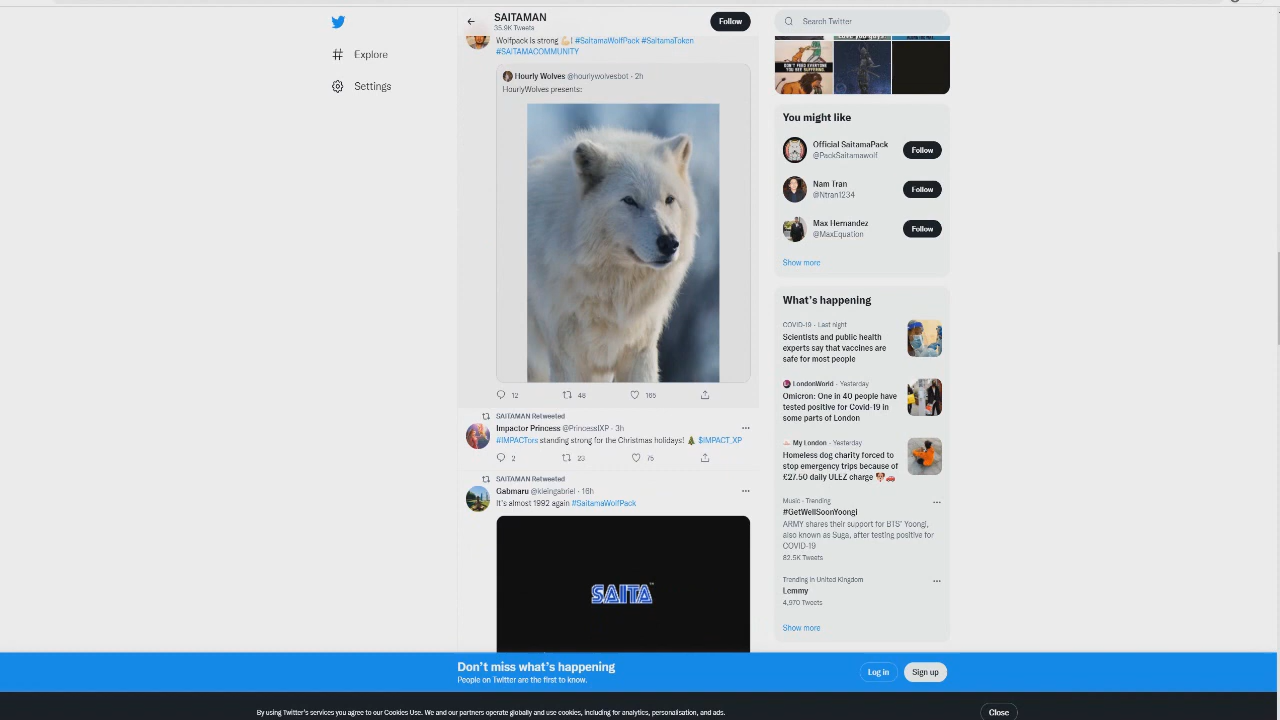 Explore
Settings
SAITAMAN
35.9K Tweets
Follow
Wolfpack is strong 💪🏻! #SaitamaWolfPack #SaitamaToken
#SAITAMACOMMUNITY
Hourly Wolves @hourlywolvesbot · 2h
HourlyWolves presents:
12 48 165
SAITAMAN Retweeted
Impactor Princess @PrincessIXP · 3h
#IMPACTors standing strong for the Christmas holidays! 🎄 $IMPACT_XP
2 23 75
SAITAMAN Retweeted
Gabmaru @kleingabriel · 16h
It's almost 1992 again #SaitamaWolfPack
SAITA
Search Twitter
DON'T FEED EVERYONE
YOU SEE SUFFERING.
You might like
Official SaitamaPack
@PackSaitamawolf
Follow
Nam Tran
@Ntran1234
Follow
Max Hernandez
@MaxEquation
Follow
Show more
What's happening
COVID-19 · Last night
Scientists and public health
experts say that vaccines are
safe for most people
LondonWorld · Yesterday
Omicron: One in 40 people have
tested positive for Covid-19 in
some parts of London
My London · Yesterday
Homeless dog charity forced to
stop emergency trips because of
£27.50 daily ULEZ charge
Music · Trending
#GetWellSoonYoongi
ARMY shares their support for BTS' Yoongi,
also known as Suga, after testing positive for
COVID-19
82.5K Tweets
Trending in United Kingdom
Lemmy
4,970 Tweets
Show more
Don't miss what's happening
People on Twitter are the first to know.
Log in
Sign up
By using Twitter's services you agree to our Cookies Use. We and our partners operate globally and use cookies, including for analytics, personalisation, and ads.
Close